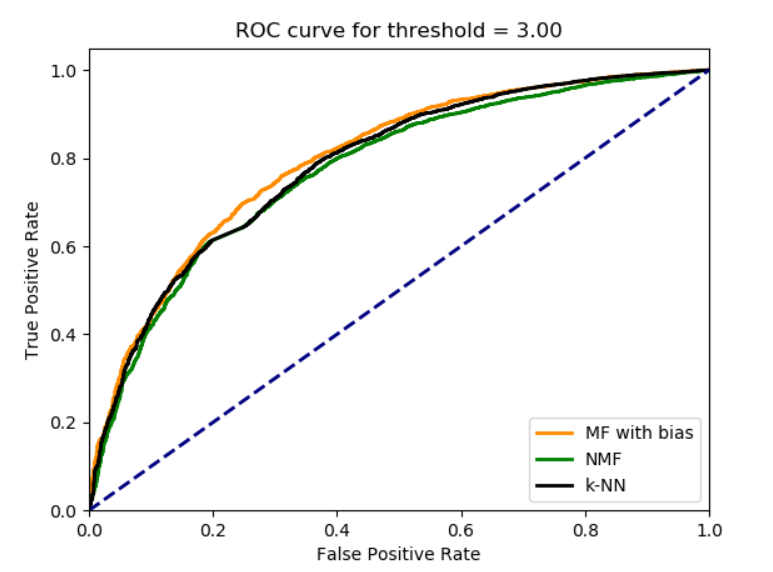 ROC curve for threshold = 3.00
True Positive Rate
1.0
0.8
0.6
0.4
0.2
0.0
MF with bias
NMF
k-NN
0.0 0.2 0.4 0.6 0.8 1.0
False Positive Rate